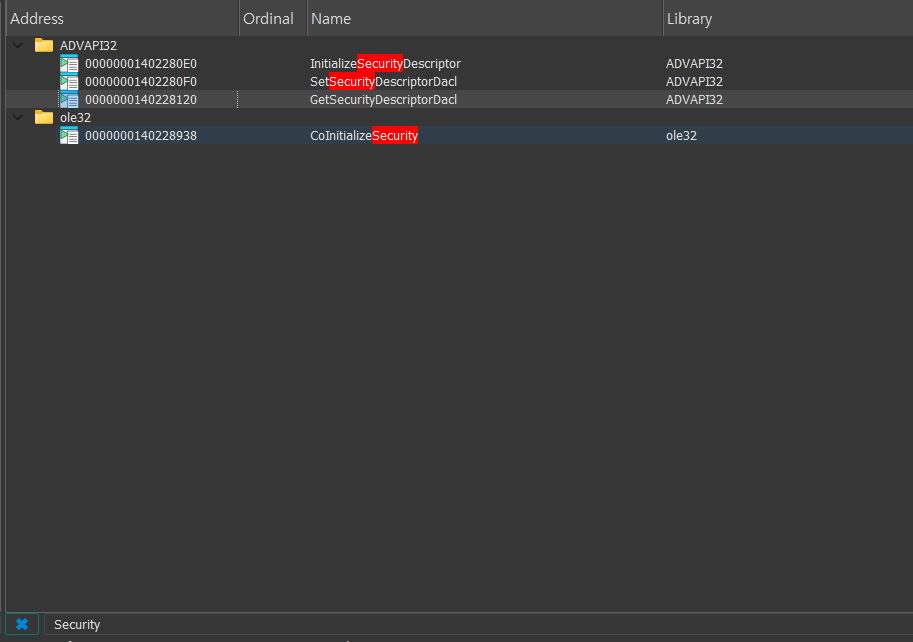 Address Ordinal Name Library
ADVAPI32
00000001402280E0 InitializeSecurityDescriptor ADVAPI32
00000001402280F0 SetSecurityDescriptorDacl ADVAPI32
0000000140228120 GetSecurityDescriptorDacl ADVAPI32
ole32
0000000140228938 CoInitializeSecurity ole32
Security